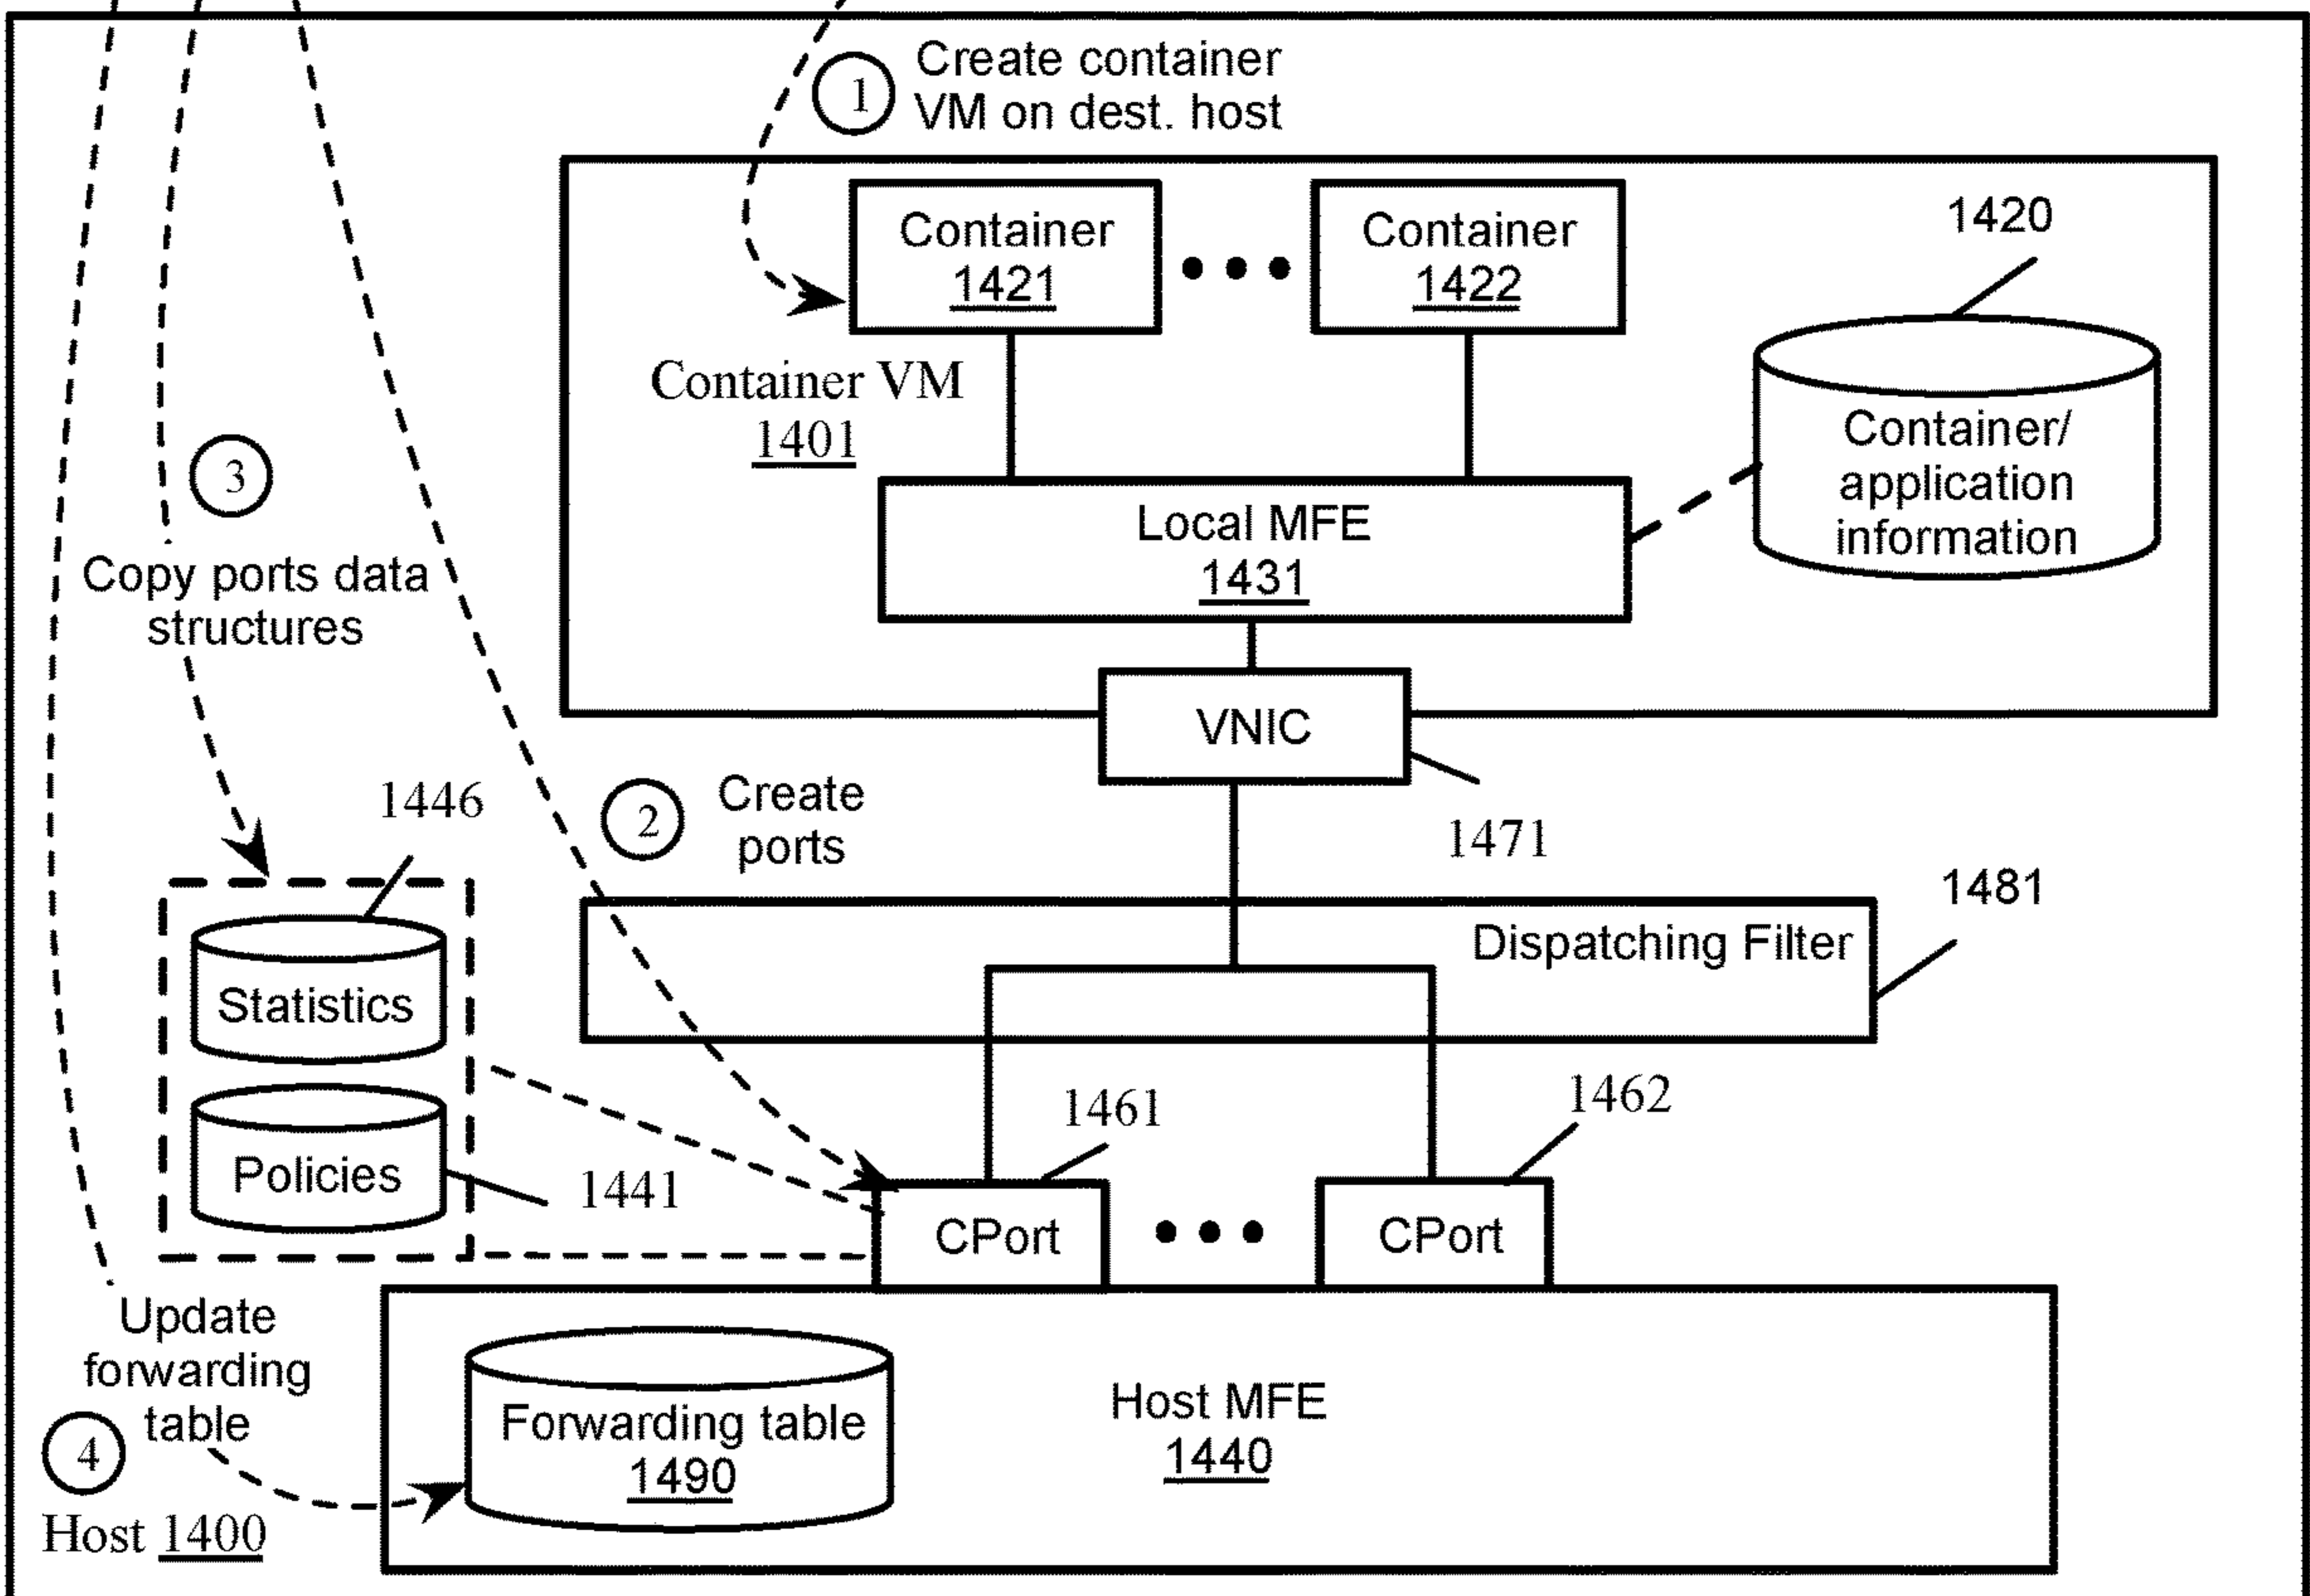 1
Create container
VM on dest. host
Container
1421
Container
1422
1420
Container VM
1401
Container/
application
information
3
Copy ports data
structures
Local MFE
1431
VNIC
1471
1446
2
Create
ports
1481
Dispatching Filter
Statistics
Policies
1441
1461
1462
CPort
CPort
Update
forwarding
table
4
Host 1400
Forwarding table
1490
Host MFE
1440